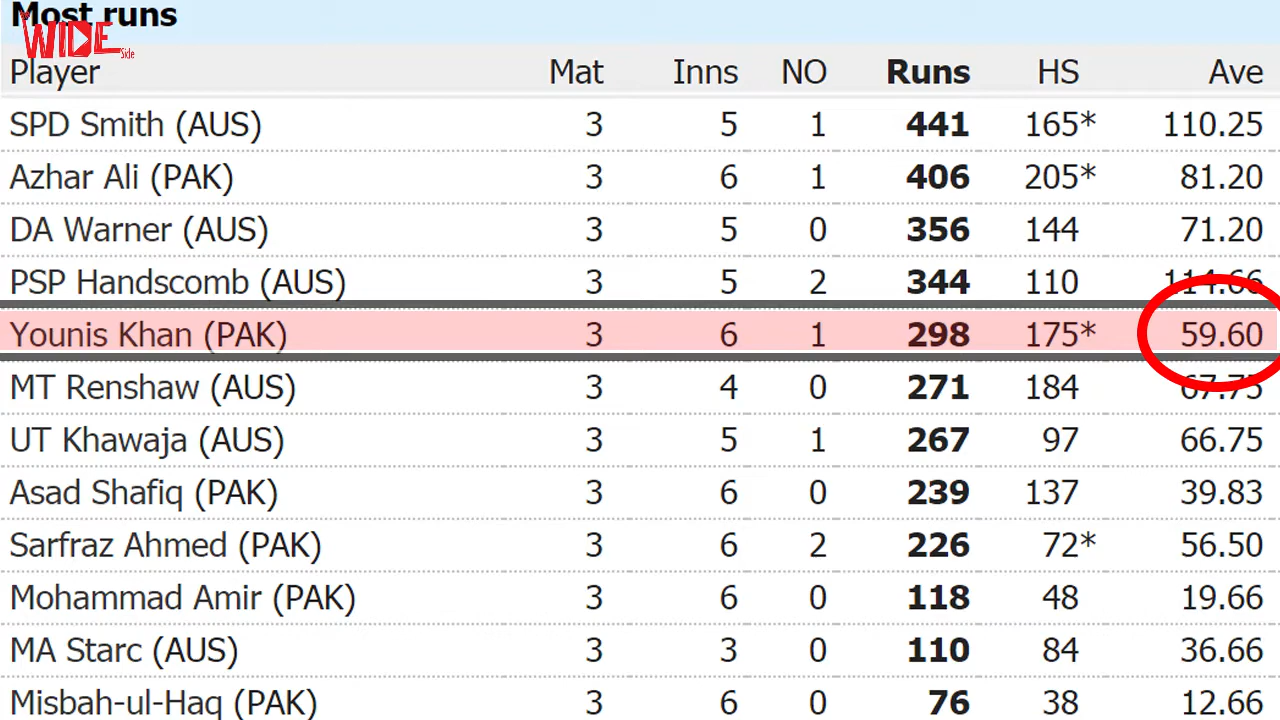 Most runs
WIDE
Side
Player Mat Inns NO Runs HS Ave
SPD Smith (AUS) 3 5 1 441 165* 110.25
Azhar Ali (PAK) 3 6 1 406 205* 81.20
DA Warner (AUS) 3 5 0 356 144 71.20
PSP Handscomb (AUS) 3 5 2 344 110 114.66
Younis Khan (PAK) 3 6 1 298 175* 59.60
MT Renshaw (AUS) 3 4 0 271 184 67.75
UT Khawaja (AUS) 3 5 1 267 97 66.75
Asad Shafiq (PAK) 3 6 0 239 137 39.83
Sarfraz Ahmed (PAK) 3 6 2 226 72* 56.50
Mohammad Amir (PAK) 3 6 0 118 48 19.66
MA Starc (AUS) 3 3 0 110 84 36.66
Misbah-ul-Haq (PAK) 3 6 0 76 38 12.66